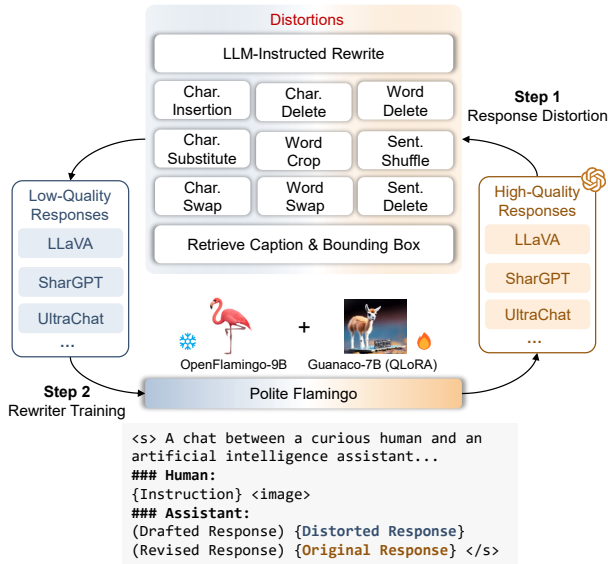 Distortions
LLM-Instructed Rewrite
Char.
Insertion
Char.
Delete
Word
Delete
Char.
Substitute
Word
Crop
Sent.
Shuffle
Char.
Swap
Word
Swap
Sent.
Delete
Retrieve Caption & Bounding Box
Step 1
Response Distortion
Low-Quality
Responses
LLaVA
SharGPT
UltraChat
...
High-Quality
Responses
LLaVA
SharGPT
UltraChat
...
+
OpenFlamingo-9B
Guanaco-7B (QLoRA)
Step 2
Rewriter Training
Polite Flamingo
<s> A chat between a curious human and an
artificial intelligence assistant...
### Human:
{Instruction} <image>
### Assistant:
(Drafted Response) {Distorted Response}
(Revised Response) {Original Response} </s>